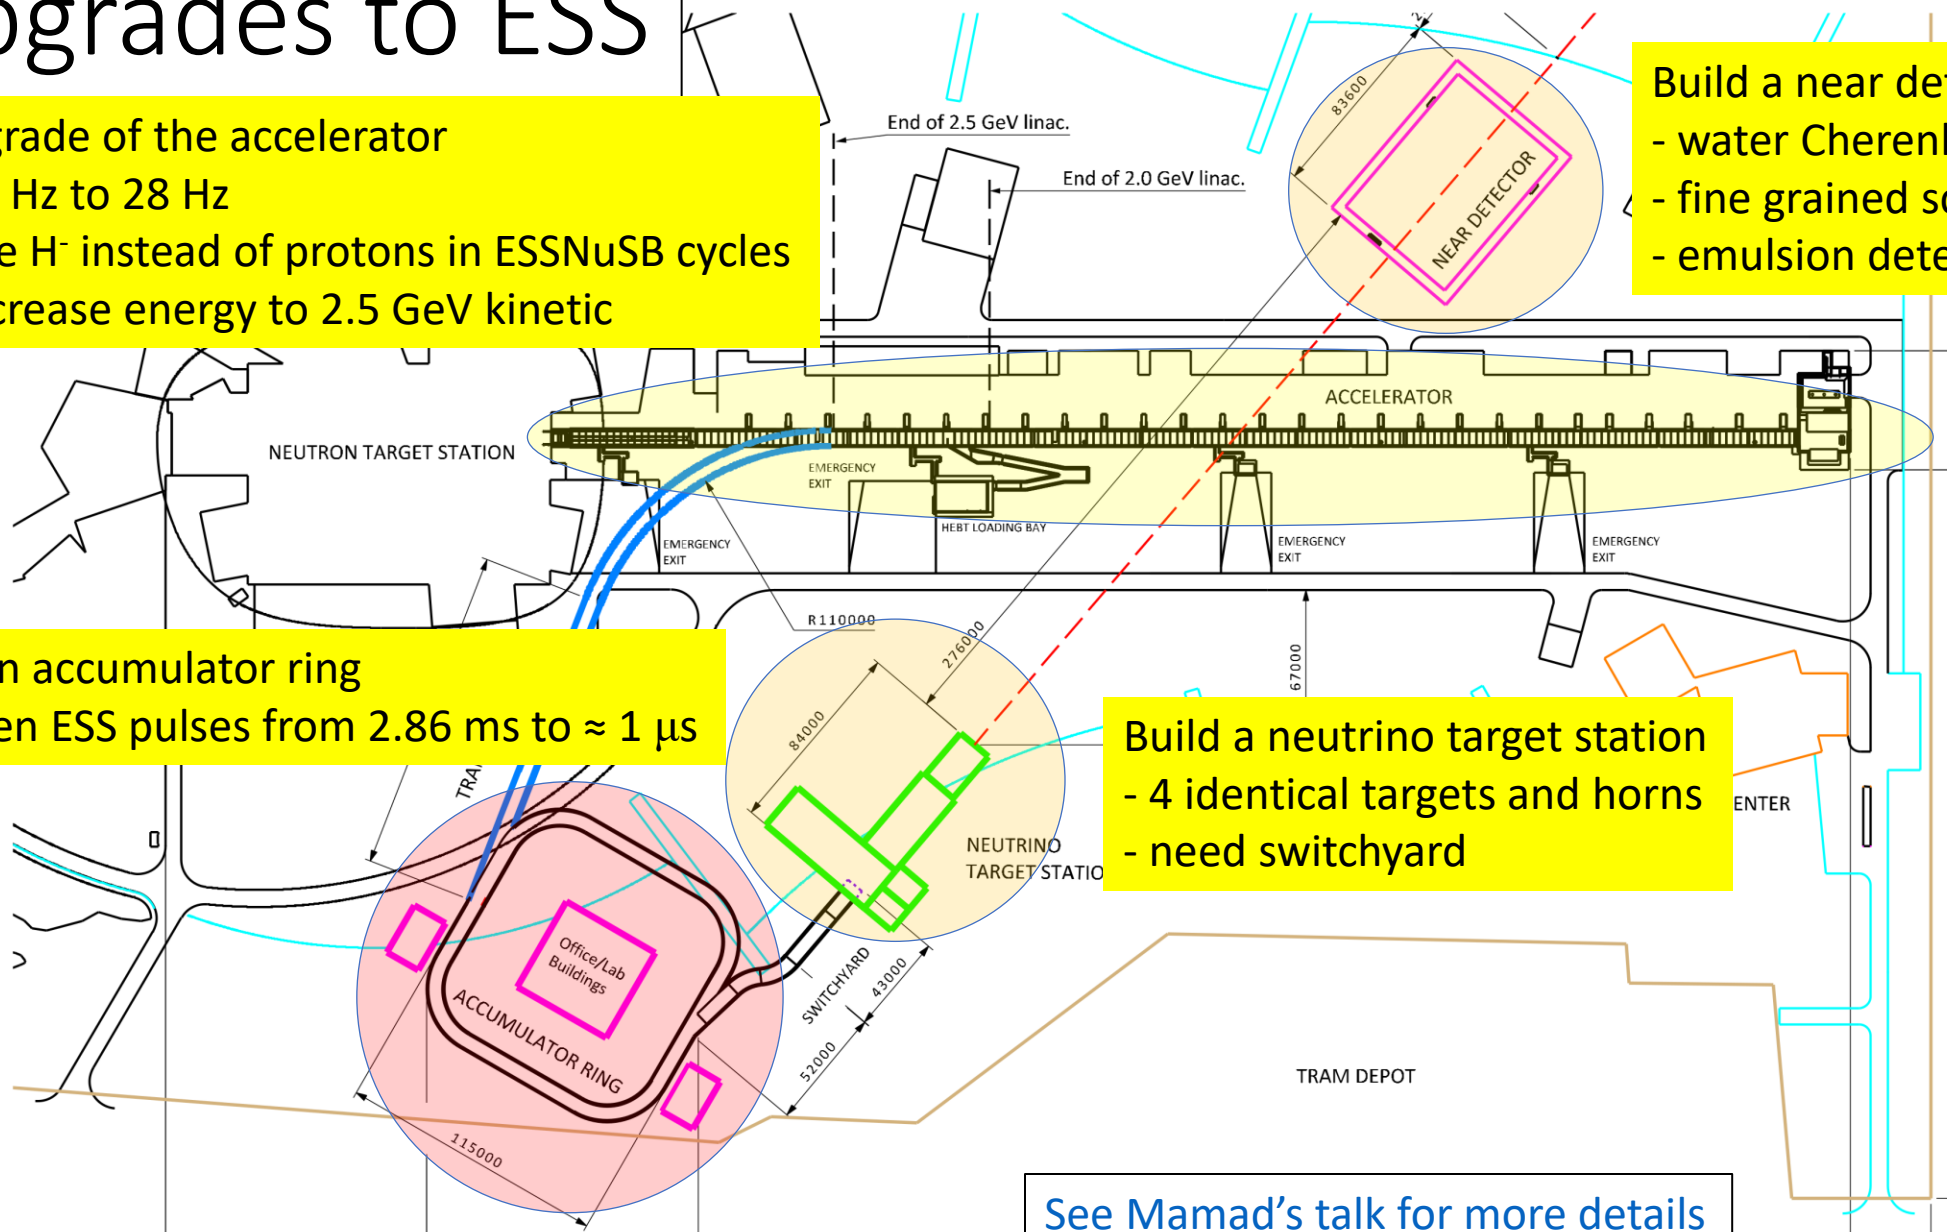 pgrades to ESS
grade of the accelerator
Hz to 28 Hz
e H⁻ instead of protons in ESSNuSB cycles
crease energy to 2.5 GeV kinetic
End of 2.5 GeV linac.
End of 2.0 GeV linac.
83600
NEAR DETECTOR
Build a near de
- water Cheren
- fine grained s
- emulsion dete
ACCELERATOR
NEUTRON TARGET STATION
EMERGENCY
EXIT
HEBT LOADING BAY
EMERGENCY
EXIT
EMERGENCY
EXIT
EMERGENCY
EXIT
R110000
276000
67000
n accumulator ring
en ESS pulses from 2.86 ms to ≈ 1 μs
84000
Build a neutrino target station
- 4 identical targets and horns
- need switchyard
ENTER
TRA
NEUTRINO
TARGET STATIO
Office/Lab
Buildings
ACCUMULATOR RING
SWITCHYARD
43000
52000
115000
TRAM DEPOT
See Mamad's talk for more details